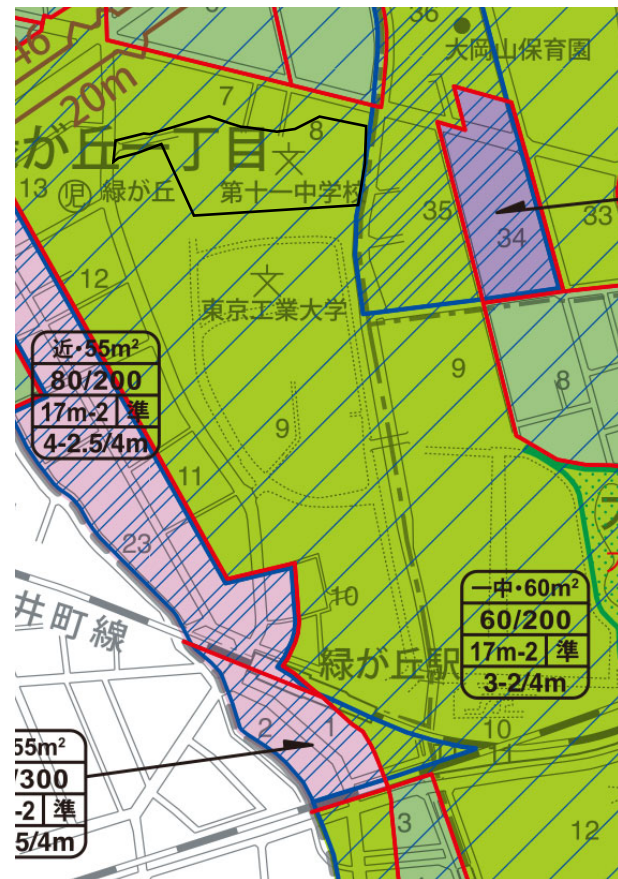 36
46
大岡山保育園
20m
7
8
が丘一丁目
13
児
緑が丘
第十一中学校
35
34
33
12
東京工業大学
近・55m²
80/200
17m-2 準
4-2.5/4m
9
8
9
11
23
10
一中・60m²
60/200
17m-2 準
3-2/4m
井町線
緑が丘駅
2
1
10
11
55m²
/300
-2 準
5/4m
3
12